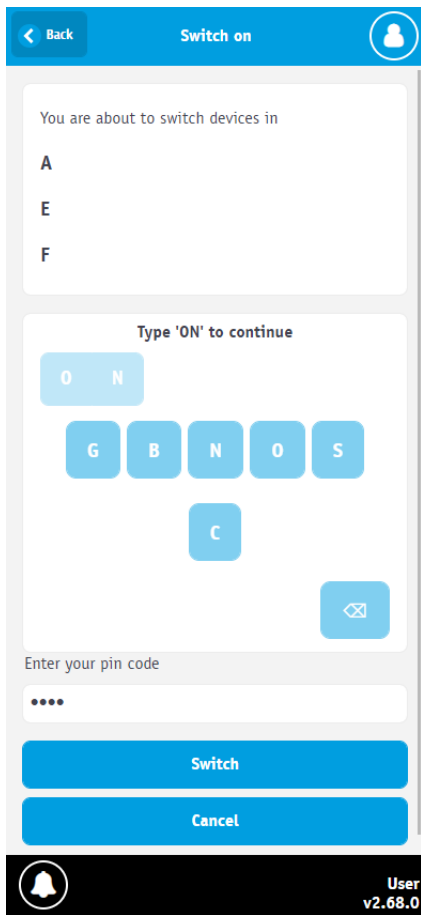 Back
Switch on
You are about to switch devices in
A
E
F
Type 'ON' to continue
O N
G B N O S
C
Enter your pin code
••••
Switch
Cancel
User
v2.68.0